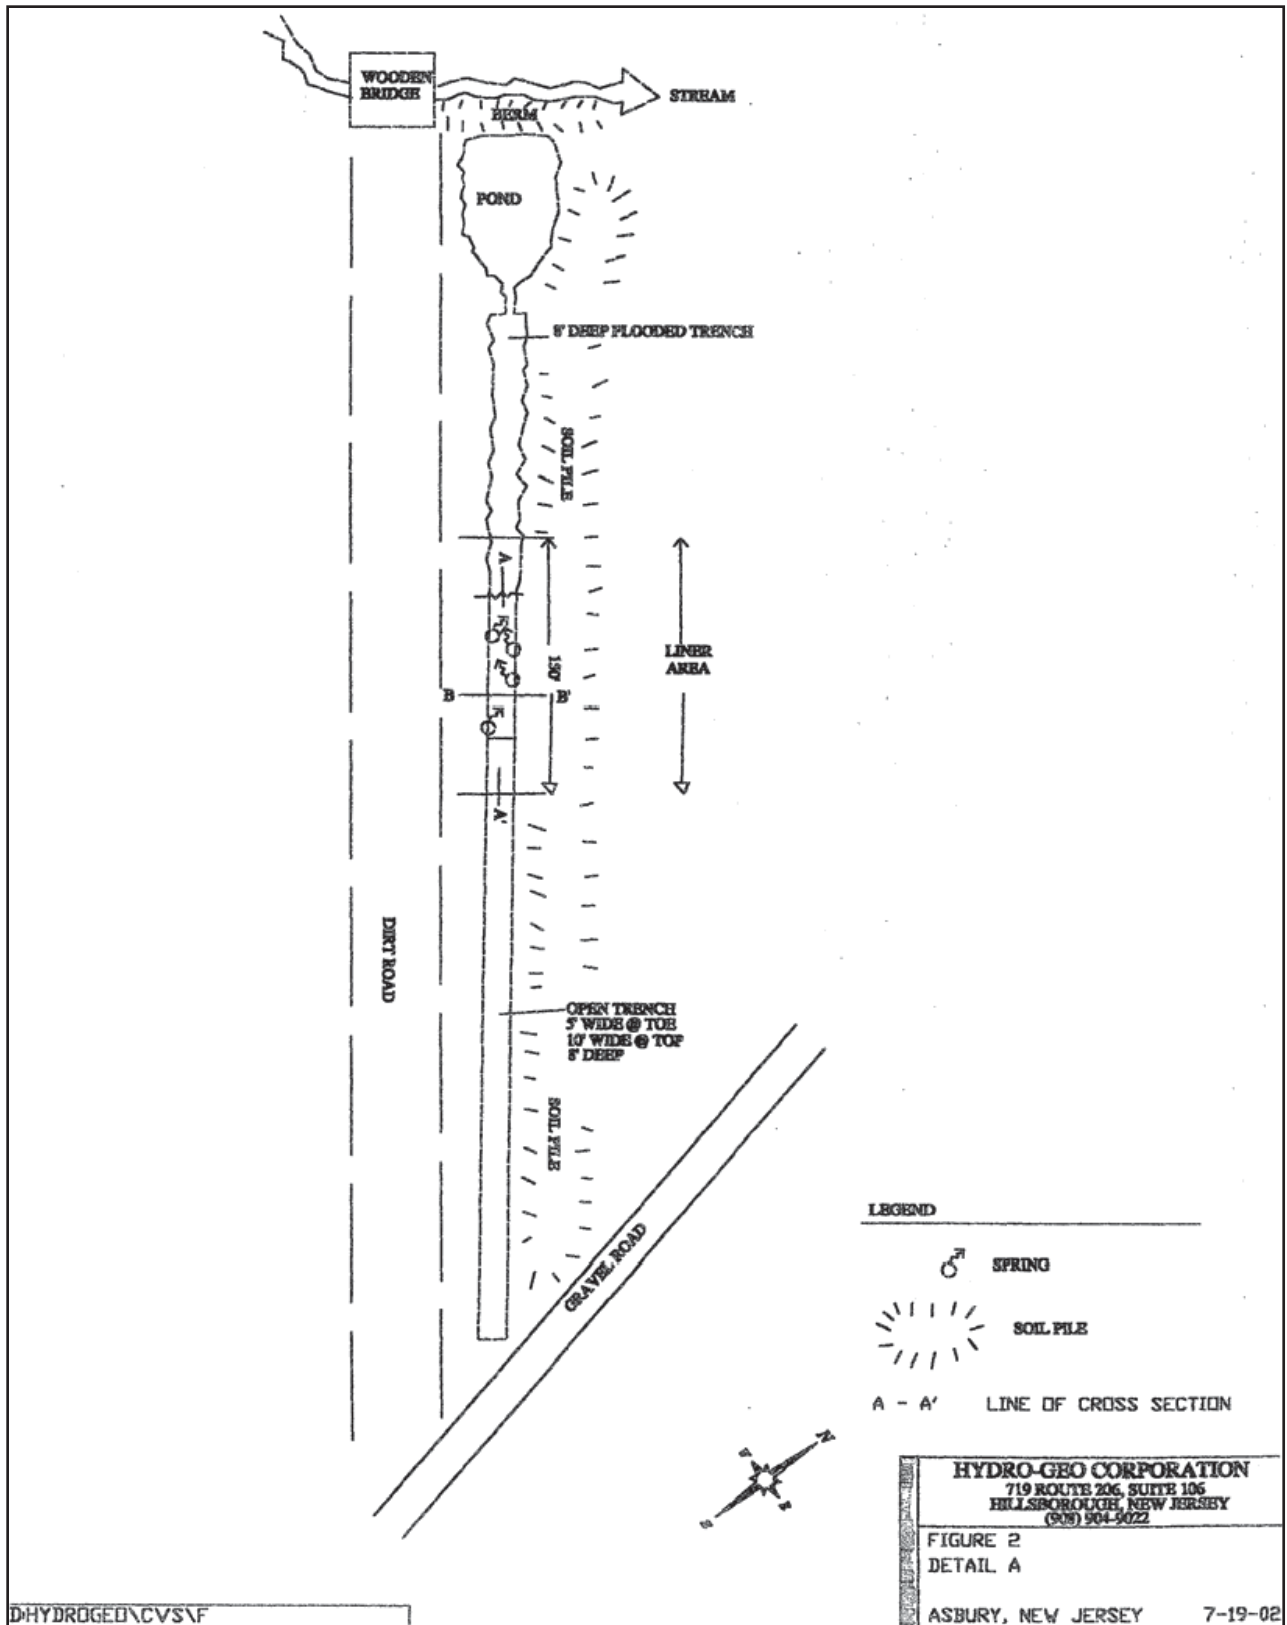 WOODEN
BRIDGE
STREAM
BERM
POND
8' DEEP FLOODED TRENCH
SOIL PILE
A
150'
LINER
AREA
B
B'
A'
DIRT ROAD
OPEN TRENCH
5' WIDE @ TOE
10' WIDE @ TOP
8' DEEP
SOIL PILE
GRAVEL ROAD
LEGEND
SPRING
SOIL PILE
A - A' LINE OF CROSS SECTION
N
W
E
S
HYDRO-GEO CORPORATION
719 ROUTE 206, SUITE 106
HILLSBOROUGH, NEW JERSEY
(908) 904-9022
FIGURE 2
DETAIL A
ASBURY, NEW JERSEY 7-19-02
D:HYDROGEO\CVS\F